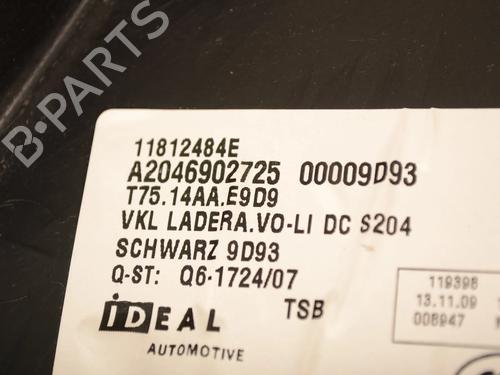 B-PARTS
11812484E
A2046902725 00009D93
T75.14AA.E9D9
VKL LADERA.VO-LI DC S204
SCHWARZ 9D93
Q-ST: Q6-1724/07
119398
13.11.09
008947
IDEAL TSB
AUTOMOTIVE